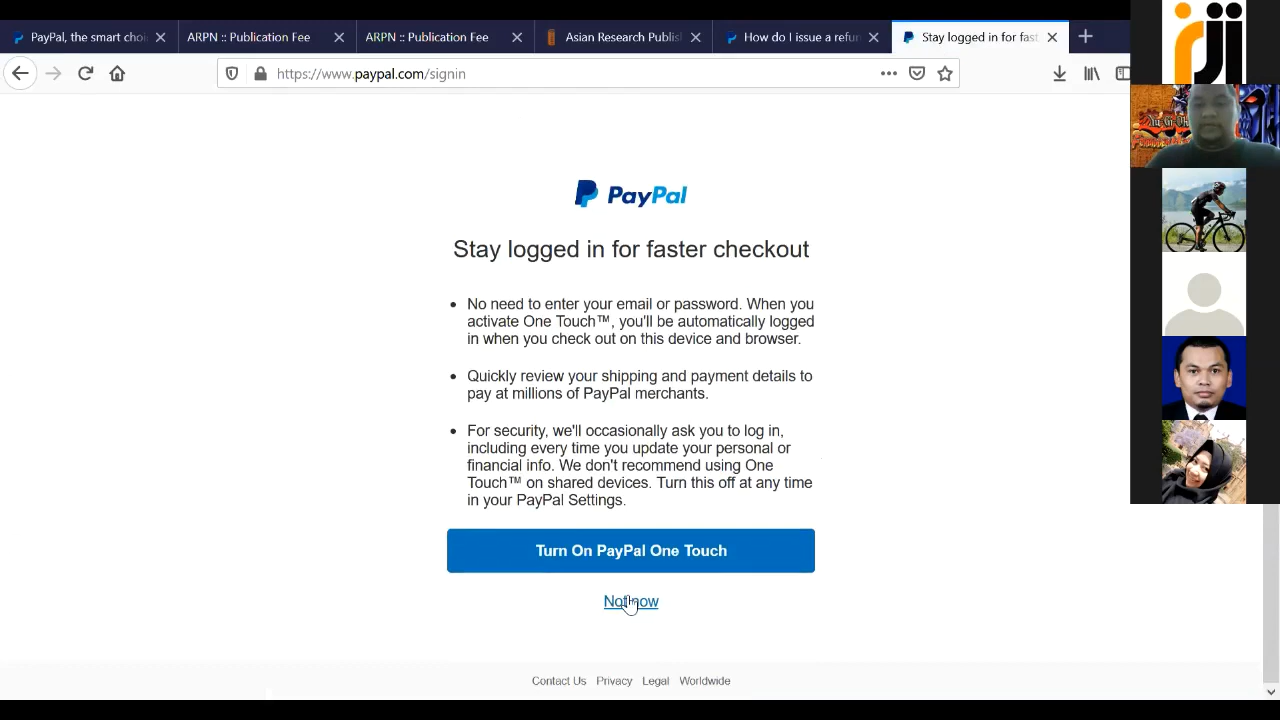 PayPal, the smart choi
ARPN :: Publication Fee
ARPN :: Publication Fee
Asian Research Publish
How do I issue a refun
Stay logged in for fast
https://www.paypal.com/signin
PayPal
Stay logged in for faster checkout
• No need to enter your email or password. When you
activate One Touch™, you'll be automatically logged
in when you check out on this device and browser.
• Quickly review your shipping and payment details to
pay at millions of PayPal merchants.
• For security, we'll occasionally ask you to log in,
including every time you update your personal or
financial info. We don't recommend using One
Touch™ on shared devices. Turn this off at any time
in your PayPal Settings.
Turn On PayPal One Touch
Not now
Contact Us Privacy Legal Worldwide
rji
Yu-Gi-Oh